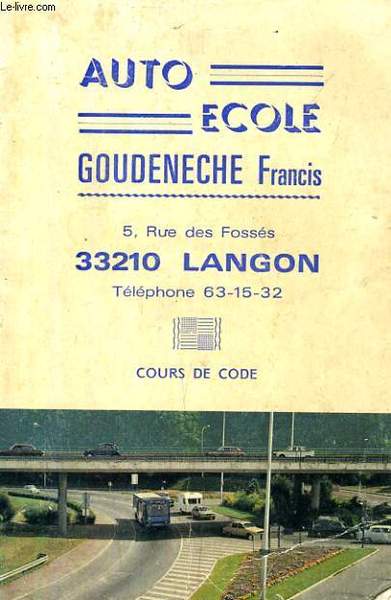 Le-livre.com
AUTO
ECOLE
GOUDENECHE Francis
5, Rue des Fossés
33210 LANGON
Téléphone 63-15-32
COURS DE CODE